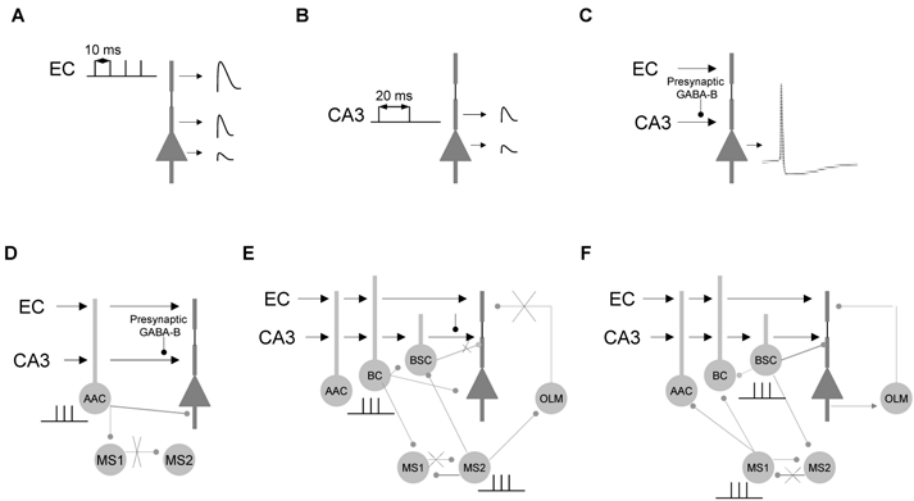 A
10 ms
EC
B
20 ms
CA3
C
EC
Presynaptic
GABA-B
CA3
D
EC
Presynaptic
GABA-B
CA3
AAC
MS1
MS2
E
EC
CA3
BSC
AAC
BC
OLM
MS1
MS2
F
EC
CA3
BSC
AAC
BC
OLM
MS1
MS2